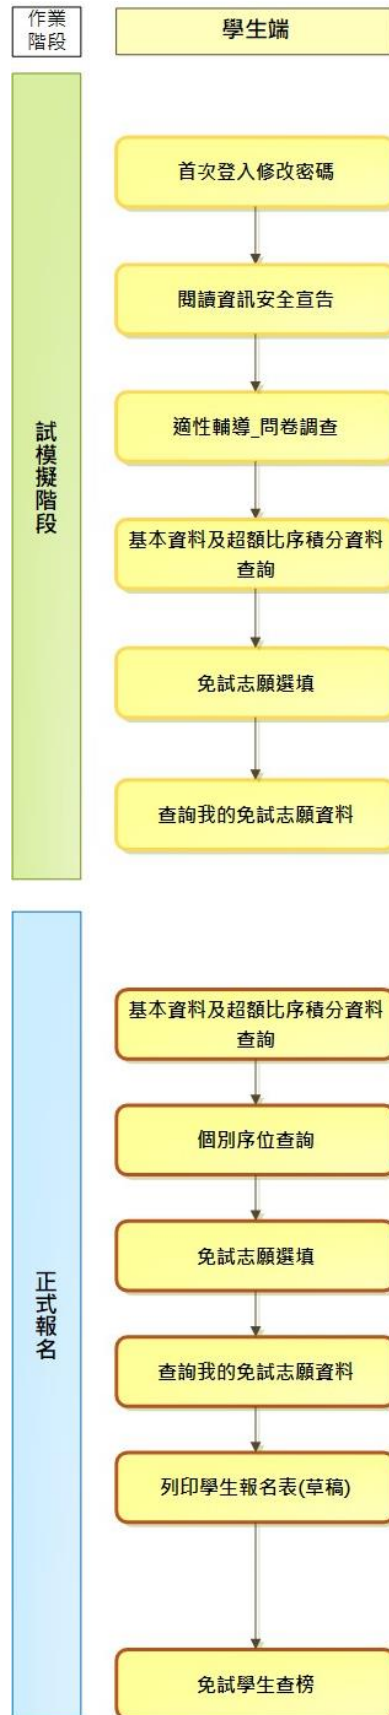 作業
階段
學生端
試模擬階段
首次登入修改密碼
閱讀資訊安全宣告
適性輔導_問卷調查
基本資料及超額比序積分資料
查詢
免試志願選填
查詢我的免試志願資料
正式報名
基本資料及超額比序積分資料
查詢
個別序位查詢
免試志願選填
查詢我的免試志願資料
列印學生報名表(草稿)
免試學生查榜